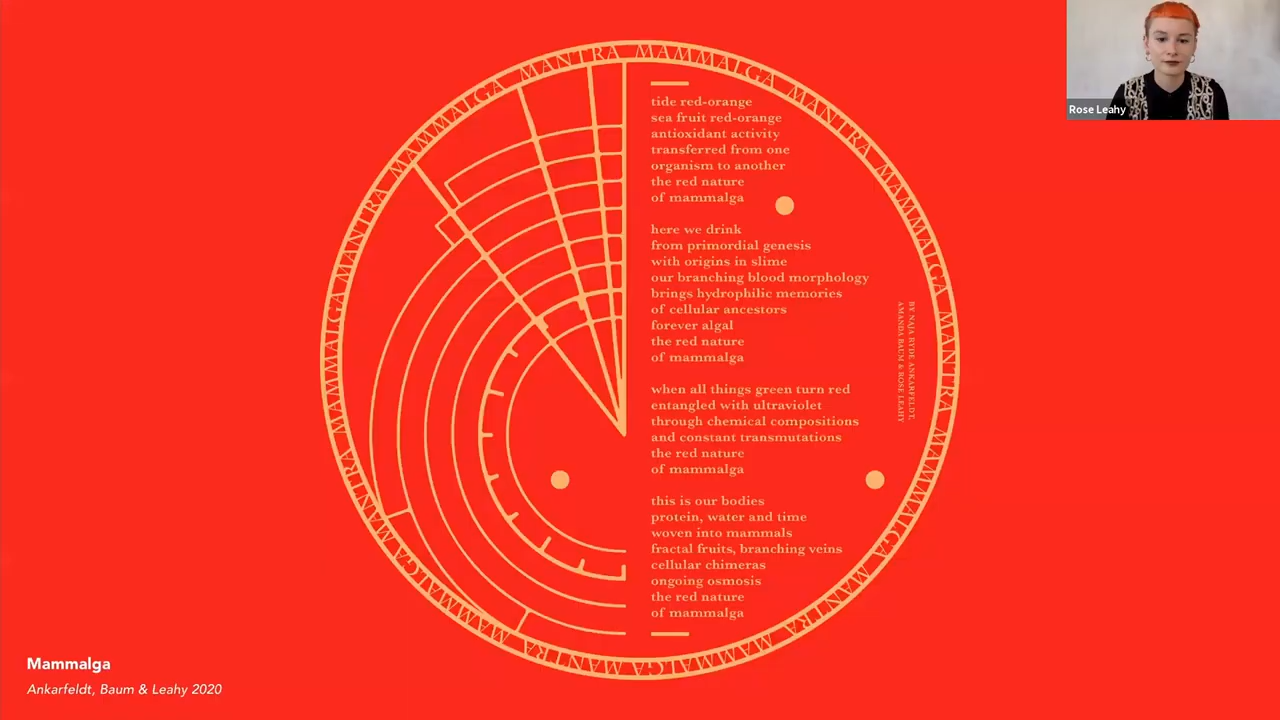 MAMMALGA MANTRA MAMMALGA MANTRA MAMMALGA MANTRA MAMMALGA MANTRA MAMMALGA MANTRA MAMMALGA MANTRA MAMMALGA MANTRA MAMMALGA MANTRA MAMMALGA MANTRA
Rose Leahy
tide red-orange
sea fruit red-orange
antioxidant activity
transferred from one
organism to another
the red nature
of mammalga
here we drink
from primordial genesis
with origins in slime
our branching blood morphology
brings hydrophilic memories
of cellular ancestors
forever algal
the red nature
of mammalga
when all things green turn red
entangled with ultraviolet
through chemical compositions
and constant transmutations
the red nature
of mammalga
this is our bodies
protein, water and time
woven into mammals
fractal fruits, branching veins
cellular chimeras
ongoing osmosis
the red nature
of mammalga
BY NAJA RYDE ANKARFELDT,
AMANDA BAUM & ROSE LEAHY
Mammalga
Ankarfeldt, Baum & Leahy 2020